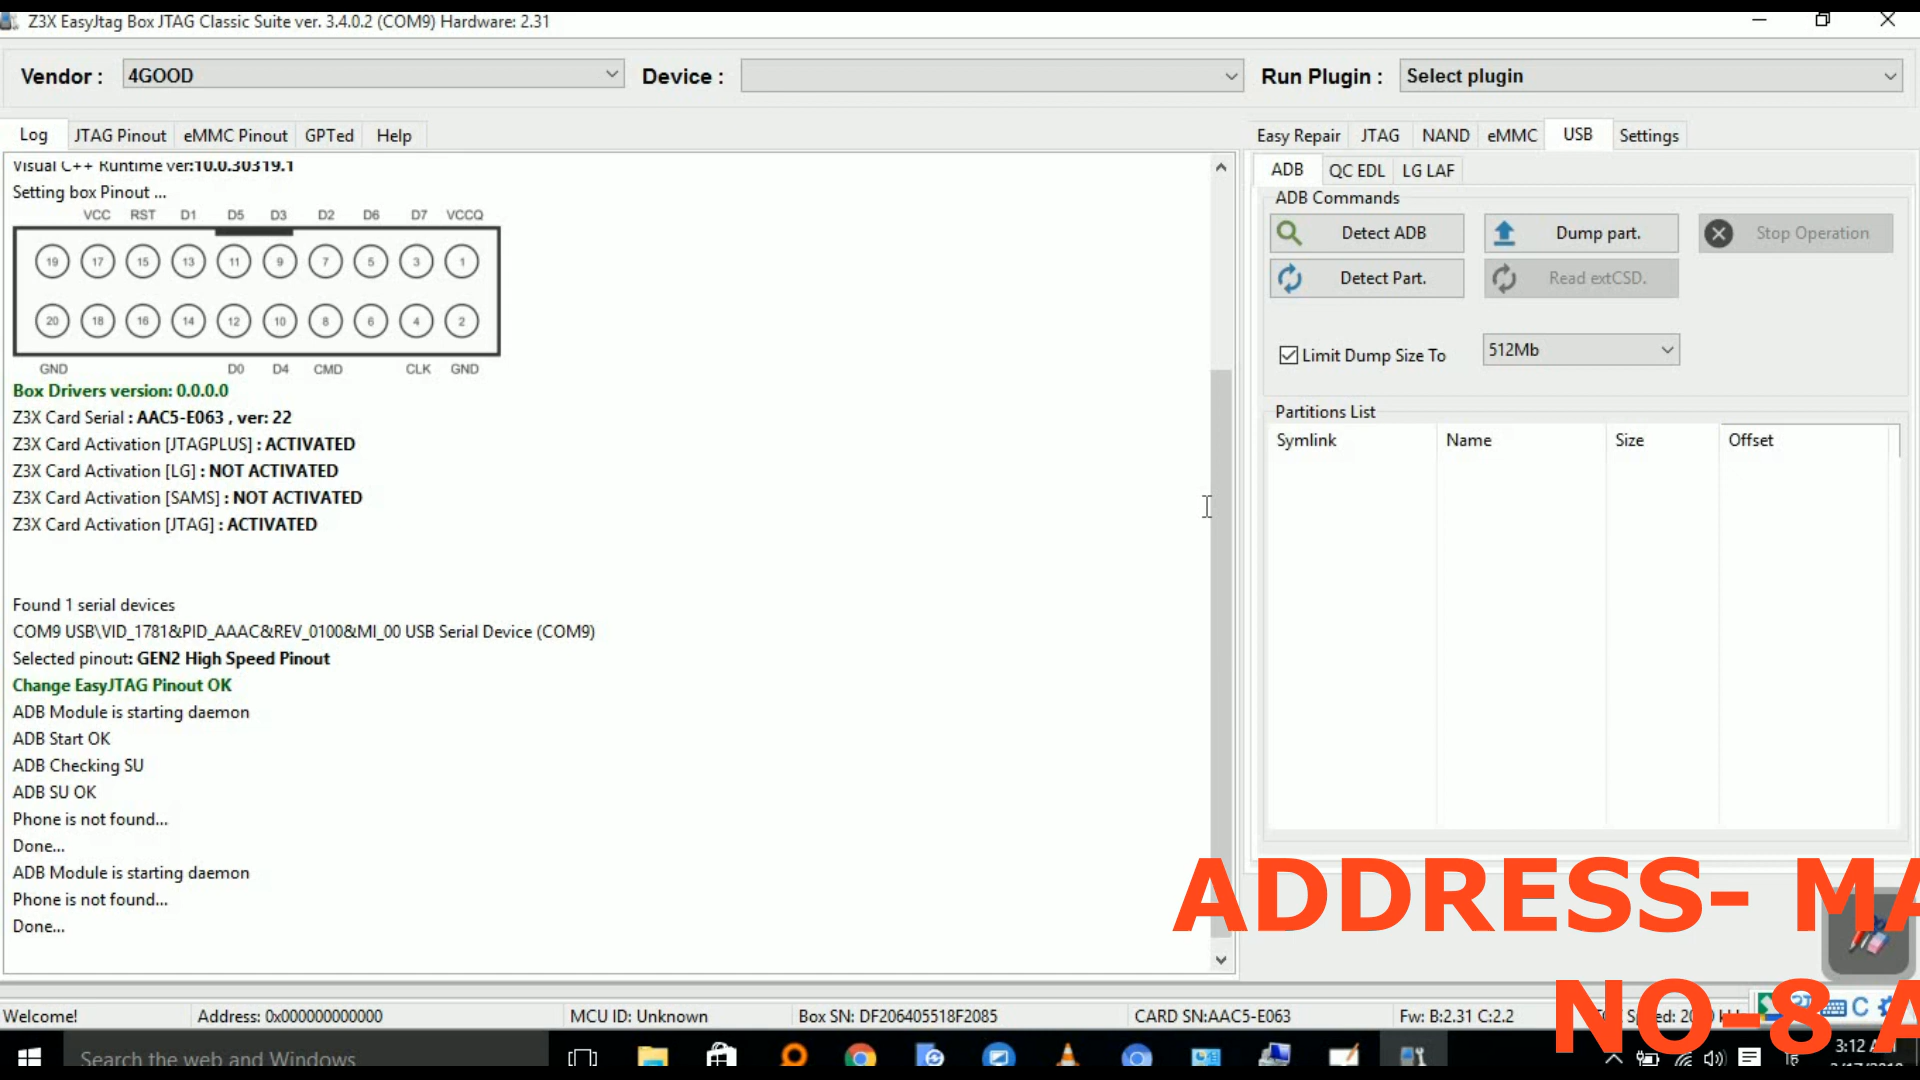 Z3X EasyJtag Box JTAG Classic Suite ver. 3.4.0.2 (COM9) Hardware: 2.31
Vendor : 4GOOD Device : Run Plugin : Select plugin
Log JTAG Pinout eMMC Pinout GPTed Help
Easy Repair JTAG NAND eMMC USB Settings
ADB QC EDL LG LAF
ADB Commands
Detect ADB Dump part. Stop Operation
Detect Part. Read extCSD.
Limit Dump Size To 512Mb
Partitions List
Symlink Name Size Offset
Visual C++ Runtime ver:10.0.30319.1
Setting box Pinout ...
VCC RST D1 D5 D3 D2 D6 D7 VCCQ
19 17 15 13 11 9 7 5 3 1
20 18 16 14 12 10 8 6 4 2
GND D0 D4 CMD CLK GND
Box Drivers version: 0.0.0.0
Z3X Card Serial : AAC5-E063 , ver: 22
Z3X Card Activation [JTAGPLUS] : ACTIVATED
Z3X Card Activation [LG] : NOT ACTIVATED
Z3X Card Activation [SAMS] : NOT ACTIVATED
Z3X Card Activation [JTAG] : ACTIVATED
Found 1 serial devices
COM9 USB\VID_1781&PID_AAAC&REV_0100&MI_00 USB Serial Device (COM9)
Selected pinout: GEN2 High Speed Pinout
Change EasyJTAG Pinout OK
ADB Module is starting daemon
ADB Start OK
ADB Checking SU
ADB SU OK
Phone is not found...
Done...
ADB Module is starting daemon
Phone is not found...
Done...
ADDRESS- MA
NO-8 A
Welcome! Address: 0x000000000000 MCU ID: Unknown Box SN: DF206405518F2085 CARD SN:AAC5-E063 Fw: B:2.31 C:2.2
Search the web and Windows
3:12